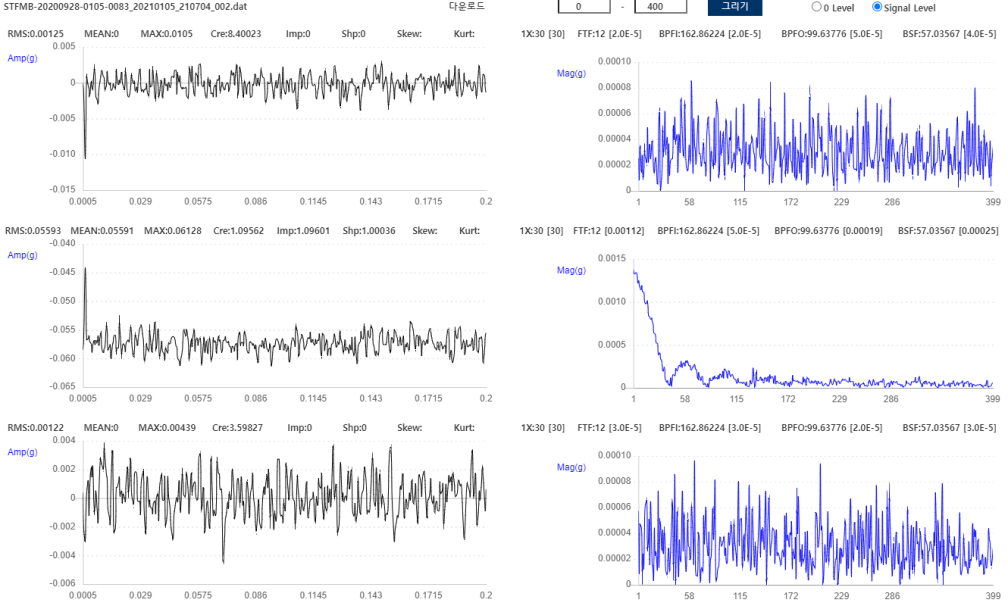 STFMB-20200928-0105-0083_20210105_210704_002.dat 다운로드 0 - 400 그리기 0 Level Signal Level
RMS:0.00125 MEAN:0 MAX:0.0105 Cre:8.40023 Imp:0 Shp:0 Skew: Kurt:
Amp(g)
0.005
0
-0.005
-0.010
-0.015
0.0005 0.029 0.0575 0.086 0.1145 0.143 0.1715 0.2
1X:30 [30] FTF:12 [2.0E-5] BPFI:162.86224 [2.0E-5] BPFO:99.63776 [5.0E-5] BSF:57.03567 [4.0E-5]
Mag(g)
0.00010
0.00008
0.00006
0.00004
0.00002
0
1 58 115 172 229 286 399
RMS:0.05593 MEAN:0.05591 MAX:0.06128 Cre:1.09562 Imp:1.09601 Shp:1.00036 Skew: Kurt:
Amp(g)
-0.040
-0.045
-0.050
-0.055
-0.060
-0.065
0.0005 0.029 0.0575 0.086 0.1145 0.143 0.1715 0.2
1X:30 [30] FTF:12 [0.00112] BPFI:162.86224 [5.0E-5] BPFO:99.63776 [0.00019] BSF:57.03567 [0.00025]
Mag(g)
0.0015
0.0010
0.0005
0
1 58 115 172 229 286 399
RMS:0.00122 MEAN:0 MAX:0.00439 Cre:3.59827 Imp:0 Shp:0 Skew: Kurt:
Amp(g)
0.004
0.002
0
-0.002
-0.004
-0.006
0.0005 0.029 0.0575 0.086 0.1145 0.143 0.1715 0.2
1X:30 [30] FTF:12 [3.0E-5] BPFI:162.86224 [3.0E-5] BPFO:99.63776 [2.0E-5] BSF:57.03567 [3.0E-5]
Mag(g)
0.00010
0.00008
0.00006
0.00004
0.00002
0
1 58 115 172 229 286 399